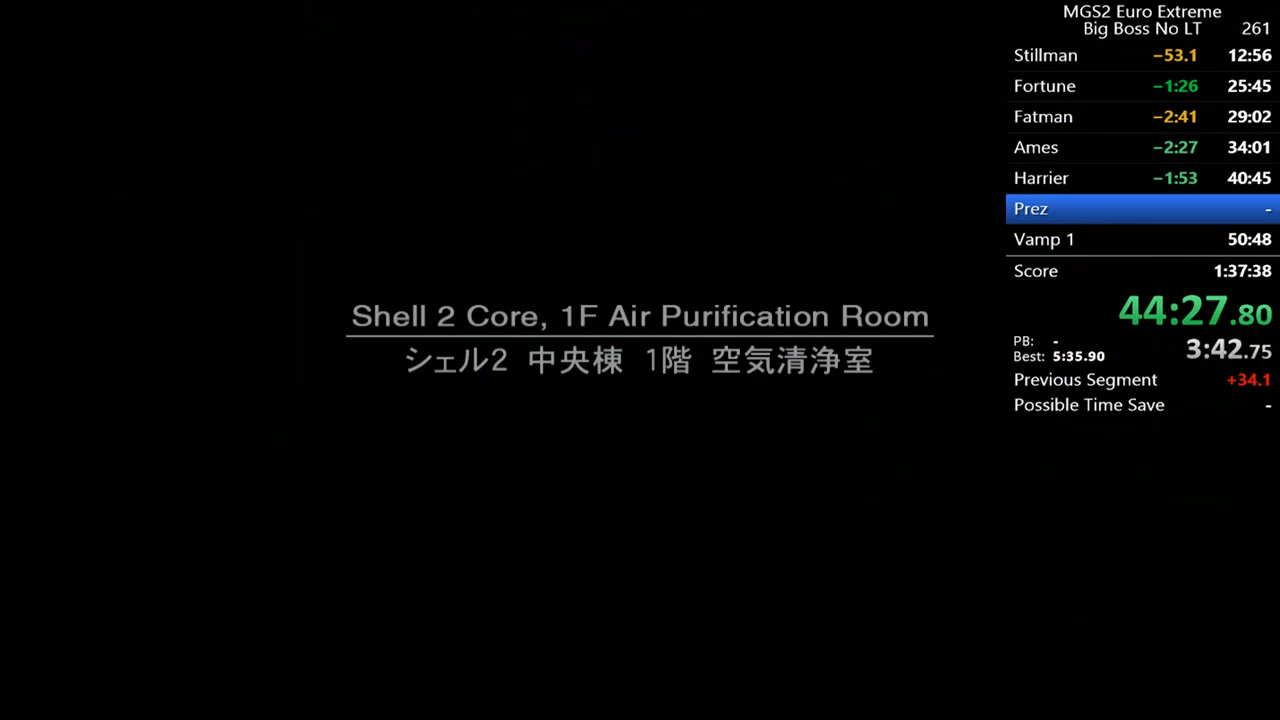 MGS2 Euro Extreme
Big Boss No LT 261
Stillman −53.1 12:56
Fortune −1:26 25:45
Fatman −2:41 29:02
Ames −2:27 34:01
Harrier −1:53 40:45
Prez -
Vamp 1 50:48
Score 1:37:38
44:27.80
PB: -
Best: 5:35.90
3:42.75
Previous Segment +34.1
Possible Time Save -
Shell 2 Core, 1F Air Purification Room
シェル2 中央棟 1階 空気清浄室